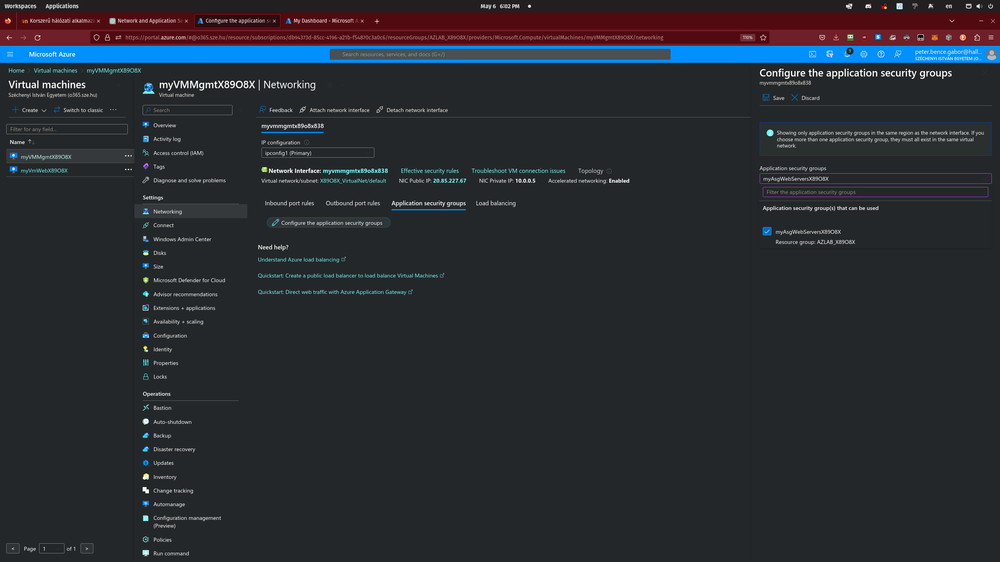 Workspaces Applications May 6 6:02 PM en
Korszerű hálózati alkalmazá Network and Application Se Configure the application se My Dashboard - Microsoft A
https://portal.azure.com/#@o365.sze.hu/resource/subscriptions/db94373d-85cc-4196-a21b-f54870c3a0c6/resourceGroups/AZLAB_X89O8X/providers/Microsoft.Compute/virtualMachines/myVMMgmtX89O8X/networking 110%
Microsoft Azure Search resources, services, and docs (G+/) 9 peter.bence.gabor@hall...
SZÉCHENYI ISTVÁN EGYETEM (O...
Home Virtual machines myVMMgmtX89O8X
Virtual machines
Széchenyi István Egyetem (o365.sze.hu)
Create Switch to classic ...
Filter for any field...
Name
myVMMgmtX89O8X
myVmWebX89O8X
< Page 1 of 1 >
myVMMgmtX89O8X | Networking
Virtual machine
Search
Overview
Activity log
Access control (IAM)
Tags
Diagnose and solve problems
Settings
Networking
Connect
Windows Admin Center
Disks
Size
Microsoft Defender for Cloud
Advisor recommendations
Extensions + applications
Availability + scaling
Configuration
Identity
Properties
Locks
Operations
Bastion
Auto-shutdown
Backup
Disaster recovery
Updates
Inventory
Change tracking
Automanage
Configuration management
(Preview)
Policies
Run command
Feedback Attach network interface Detach network interface
myvmmgmtx89o8x838
IP configuration
ipconfig1 (Primary)
Network Interface: myvmmgmtx89o8x838 Effective security rules Troubleshoot VM connection issues Topology
Virtual network/subnet: X89O8X_VirtualNet/default NIC Public IP: 20.85.227.67 NIC Private IP: 10.0.0.5 Accelerated networking: Enabled
Inbound port rules Outbound port rules Application security groups Load balancing
Configure the application security groups
Need help?
Understand Azure load balancing
Quickstart: Create a public load balancer to load balance Virtual Machines
Quickstart: Direct web traffic with Azure Application Gateway
Configure the application security groups
myvmmgmtx89o8x838
Save Discard
Showing only application security groups in the same region as the network interface. If you
choose more than one application security group, they must all exist in the same virtual
network.
Application security groups
myAsgWebServersX89O8X
Filter the application security groups
Application security group(s) that can be used
myAsgWebServersX89O8X
Resource group: AZLAB_X89O8X